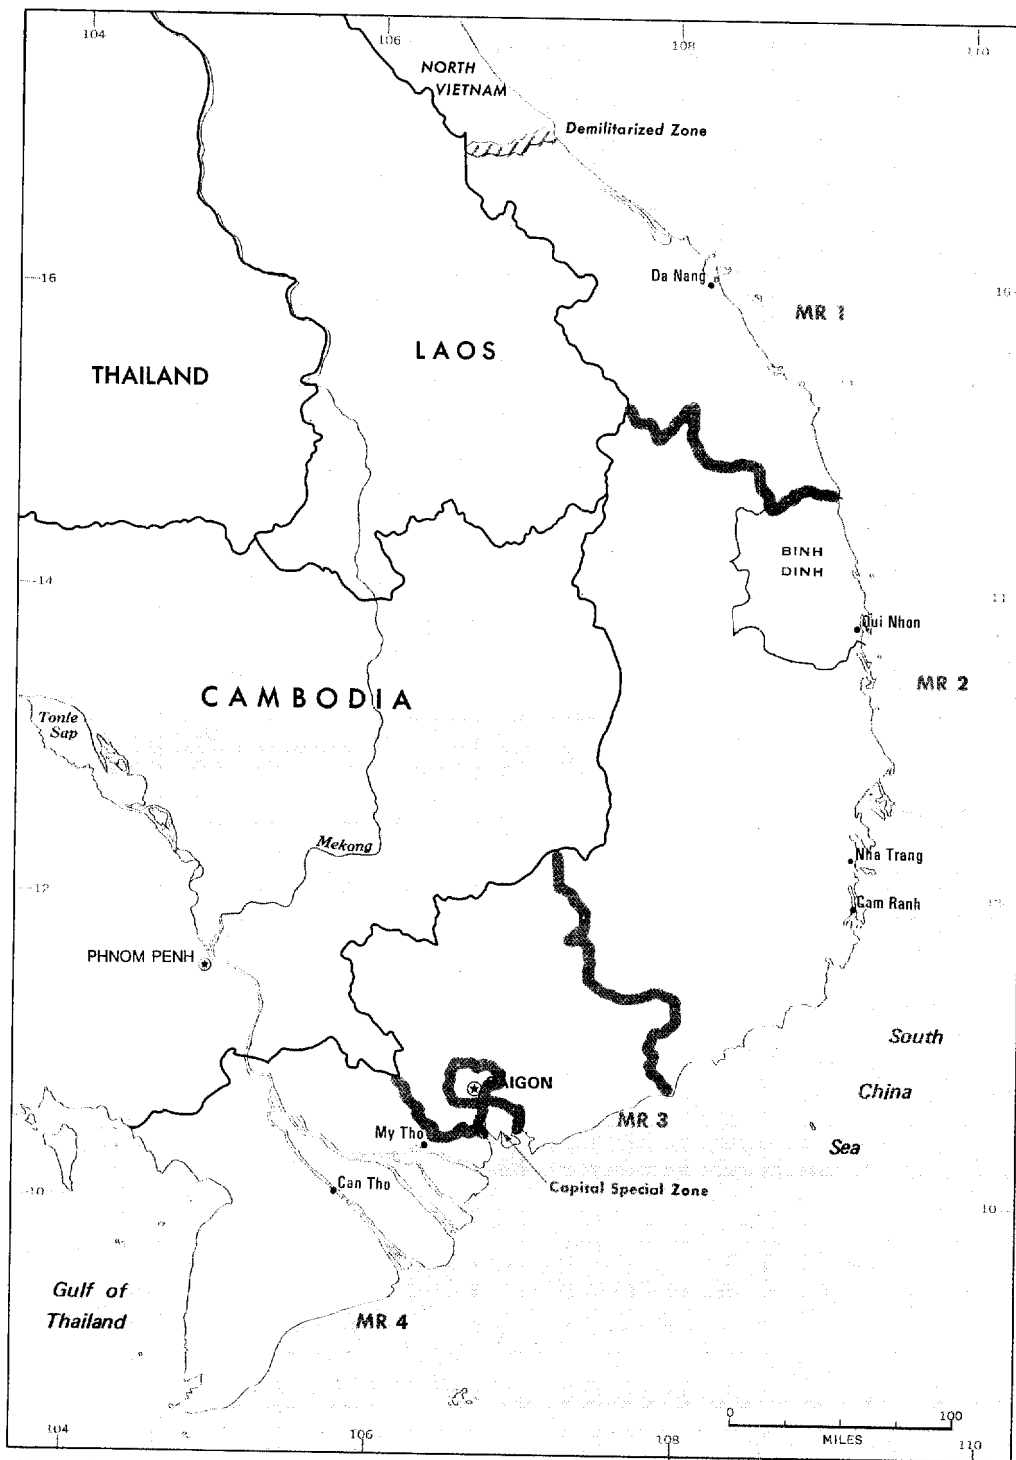 104
106
108
110
NORTH
VIETNAM
Demilitarized Zone
16
Da Nang
MR 1
LAOS
THAILAND
BINH
DINH
14
Qui Nhon
MR 2
CAMBODIA
Tonle
Sap
Mekong
Nha Trang
12
Cam Ranh
PHNOM PENH
South
SAIGON
China
MR 3
My Tho
Sea
Can Tho
Capital Special Zone
10
10
Gulf of
Thailand
MR 4
0
100
MILES
104
106
108
110